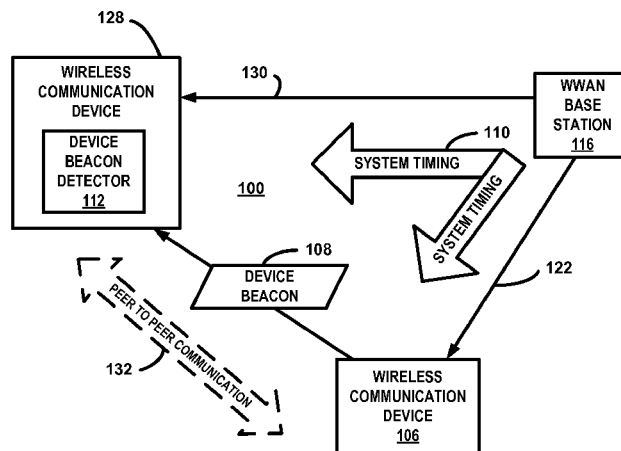 128
WIRELESS
COMMUNICATION
DEVICE
DEVICE
BEACON
DETECTOR
112
130
WWAN
BASE
STATION
116
110
SYSTEM TIMING
SYSTEM TIMING
100
122
108
DEVICE
BEACON
PEER TO PEER COMMUNICATION
132
WIRELESS
COMMUNICATION
DEVICE
106